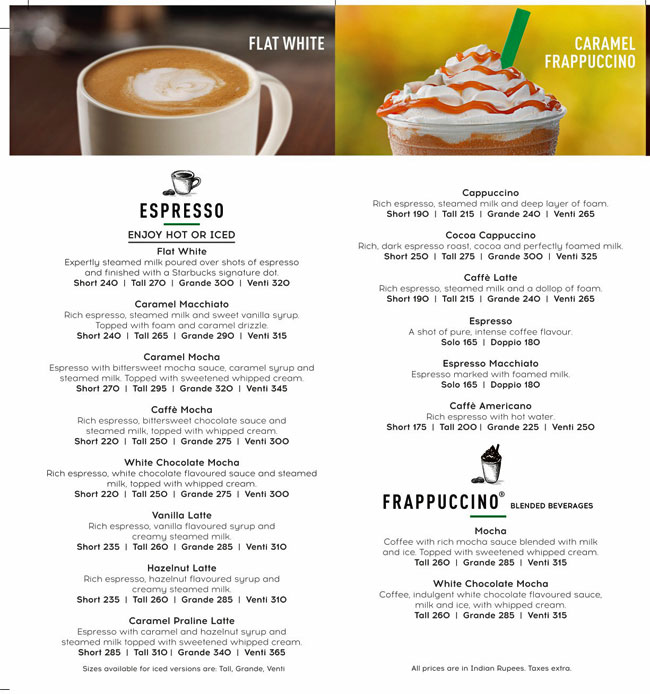 FLAT WHITE
CARAMEL
FRAPPUCCINO
ESPRESSO
ENJOY HOT OR ICED
Flat White
Expertly steamed milk poured over shots of espresso
and finished with a Starbucks signature dot.
Short 240 | Tall 270 | Grande 300 | Venti 320
Caramel Macchiato
Rich espresso, steamed milk and sweet vanilla syrup.
Topped with foam and caramel drizzle.
Short 240 | Tall 265 | Grande 290 | Venti 315
Caramel Mocha
Espresso with bittersweet mocha sauce, caramel syrup and
steamed milk. Topped with sweetened whipped cream.
Short 270 | Tall 295 | Grande 320 | Venti 345
Caffè Mocha
Rich espresso, bittersweet chocolate sauce and
steamed milk, topped with whipped cream.
Short 220 | Tall 250 | Grande 275 | Venti 300
White Chocolate Mocha
Rich espresso, white chocolate flavoured sauce and steamed
milk, topped with whipped cream.
Short 220 | Tall 250 | Grande 275 | Venti 300
Vanilla Latte
Rich espresso, vanilla flavoured syrup and
creamy steamed milk.
Short 235 | Tall 260 | Grande 285 | Venti 310
Hazelnut Latte
Rich espresso, hazelnut flavoured syrup and
creamy steamed milk.
Short 235 | Tall 260 | Grande 285 | Venti 310
Caramel Praline Latte
Espresso with caramel and hazelnut syrup and
steamed milk topped with sweetened whipped cream.
Short 285 | Tall 310 | Grande 340 | Venti 365
Sizes available for iced versions are: Tall, Grande, Venti
Cappuccino
Rich espresso, steamed milk and deep layer of foam.
Short 190 | Tall 215 | Grande 240 | Venti 265
Cocoa Cappuccino
Rich, dark espresso roast, cocoa and perfectly foamed milk.
Short 250 | Tall 275 | Grande 300 | Venti 325
Caffè Latte
Rich espresso, steamed milk and a dollop of foam.
Short 190 | Tall 215 | Grande 240 | Venti 265
Espresso
A shot of pure, intense coffee flavour.
Solo 165 | Doppio 180
Espresso Macchiato
Espresso marked with foamed milk.
Solo 165 | Doppio 180
Caffè Americano
Rich espresso with hot water.
Short 175 | Tall 200 | Grande 225 | Venti 250
FRAPPUCCINO® BLENDED BEVERAGES
Mocha
Coffee with rich mocha sauce blended with milk
and ice. Topped with sweetened whipped cream.
Tall 260 | Grande 285 | Venti 315
White Chocolate Mocha
Coffee, indulgent white chocolate flavoured sauce,
milk and ice, with whipped cream.
Tall 260 | Grande 285 | Venti 315
All prices are in Indian Rupees. Taxes extra.